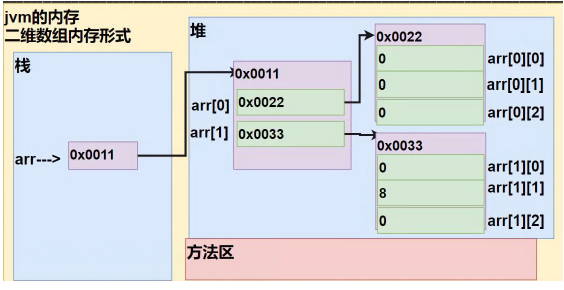 jvm的内存
二维数组内存形式
栈
arr---> 0x0011
堆
0x0011
arr[0] 0x0022
arr[1] 0x0033
0x0022
0 arr[0][0]
0 arr[0][1]
0 arr[0][2]
0x0033
0 arr[1][0]
8 arr[1][1]
0 arr[1][2]
方法区